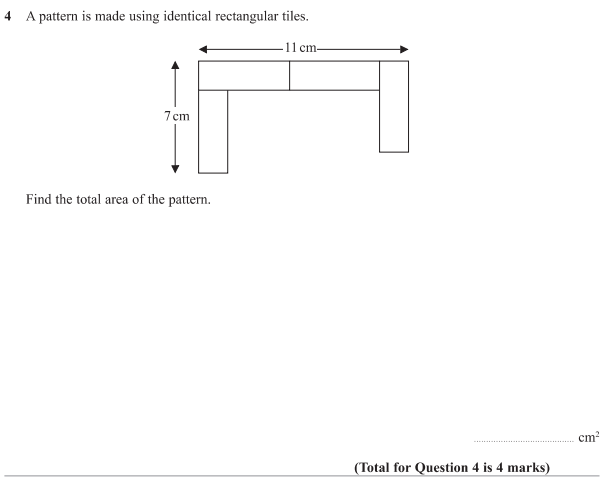 4 A pattern is made using identical rectangular tiles.
11 cm
7 cm
Find the total area of the pattern.
.......................................... cm²
(Total for Question 4 is 4 marks)